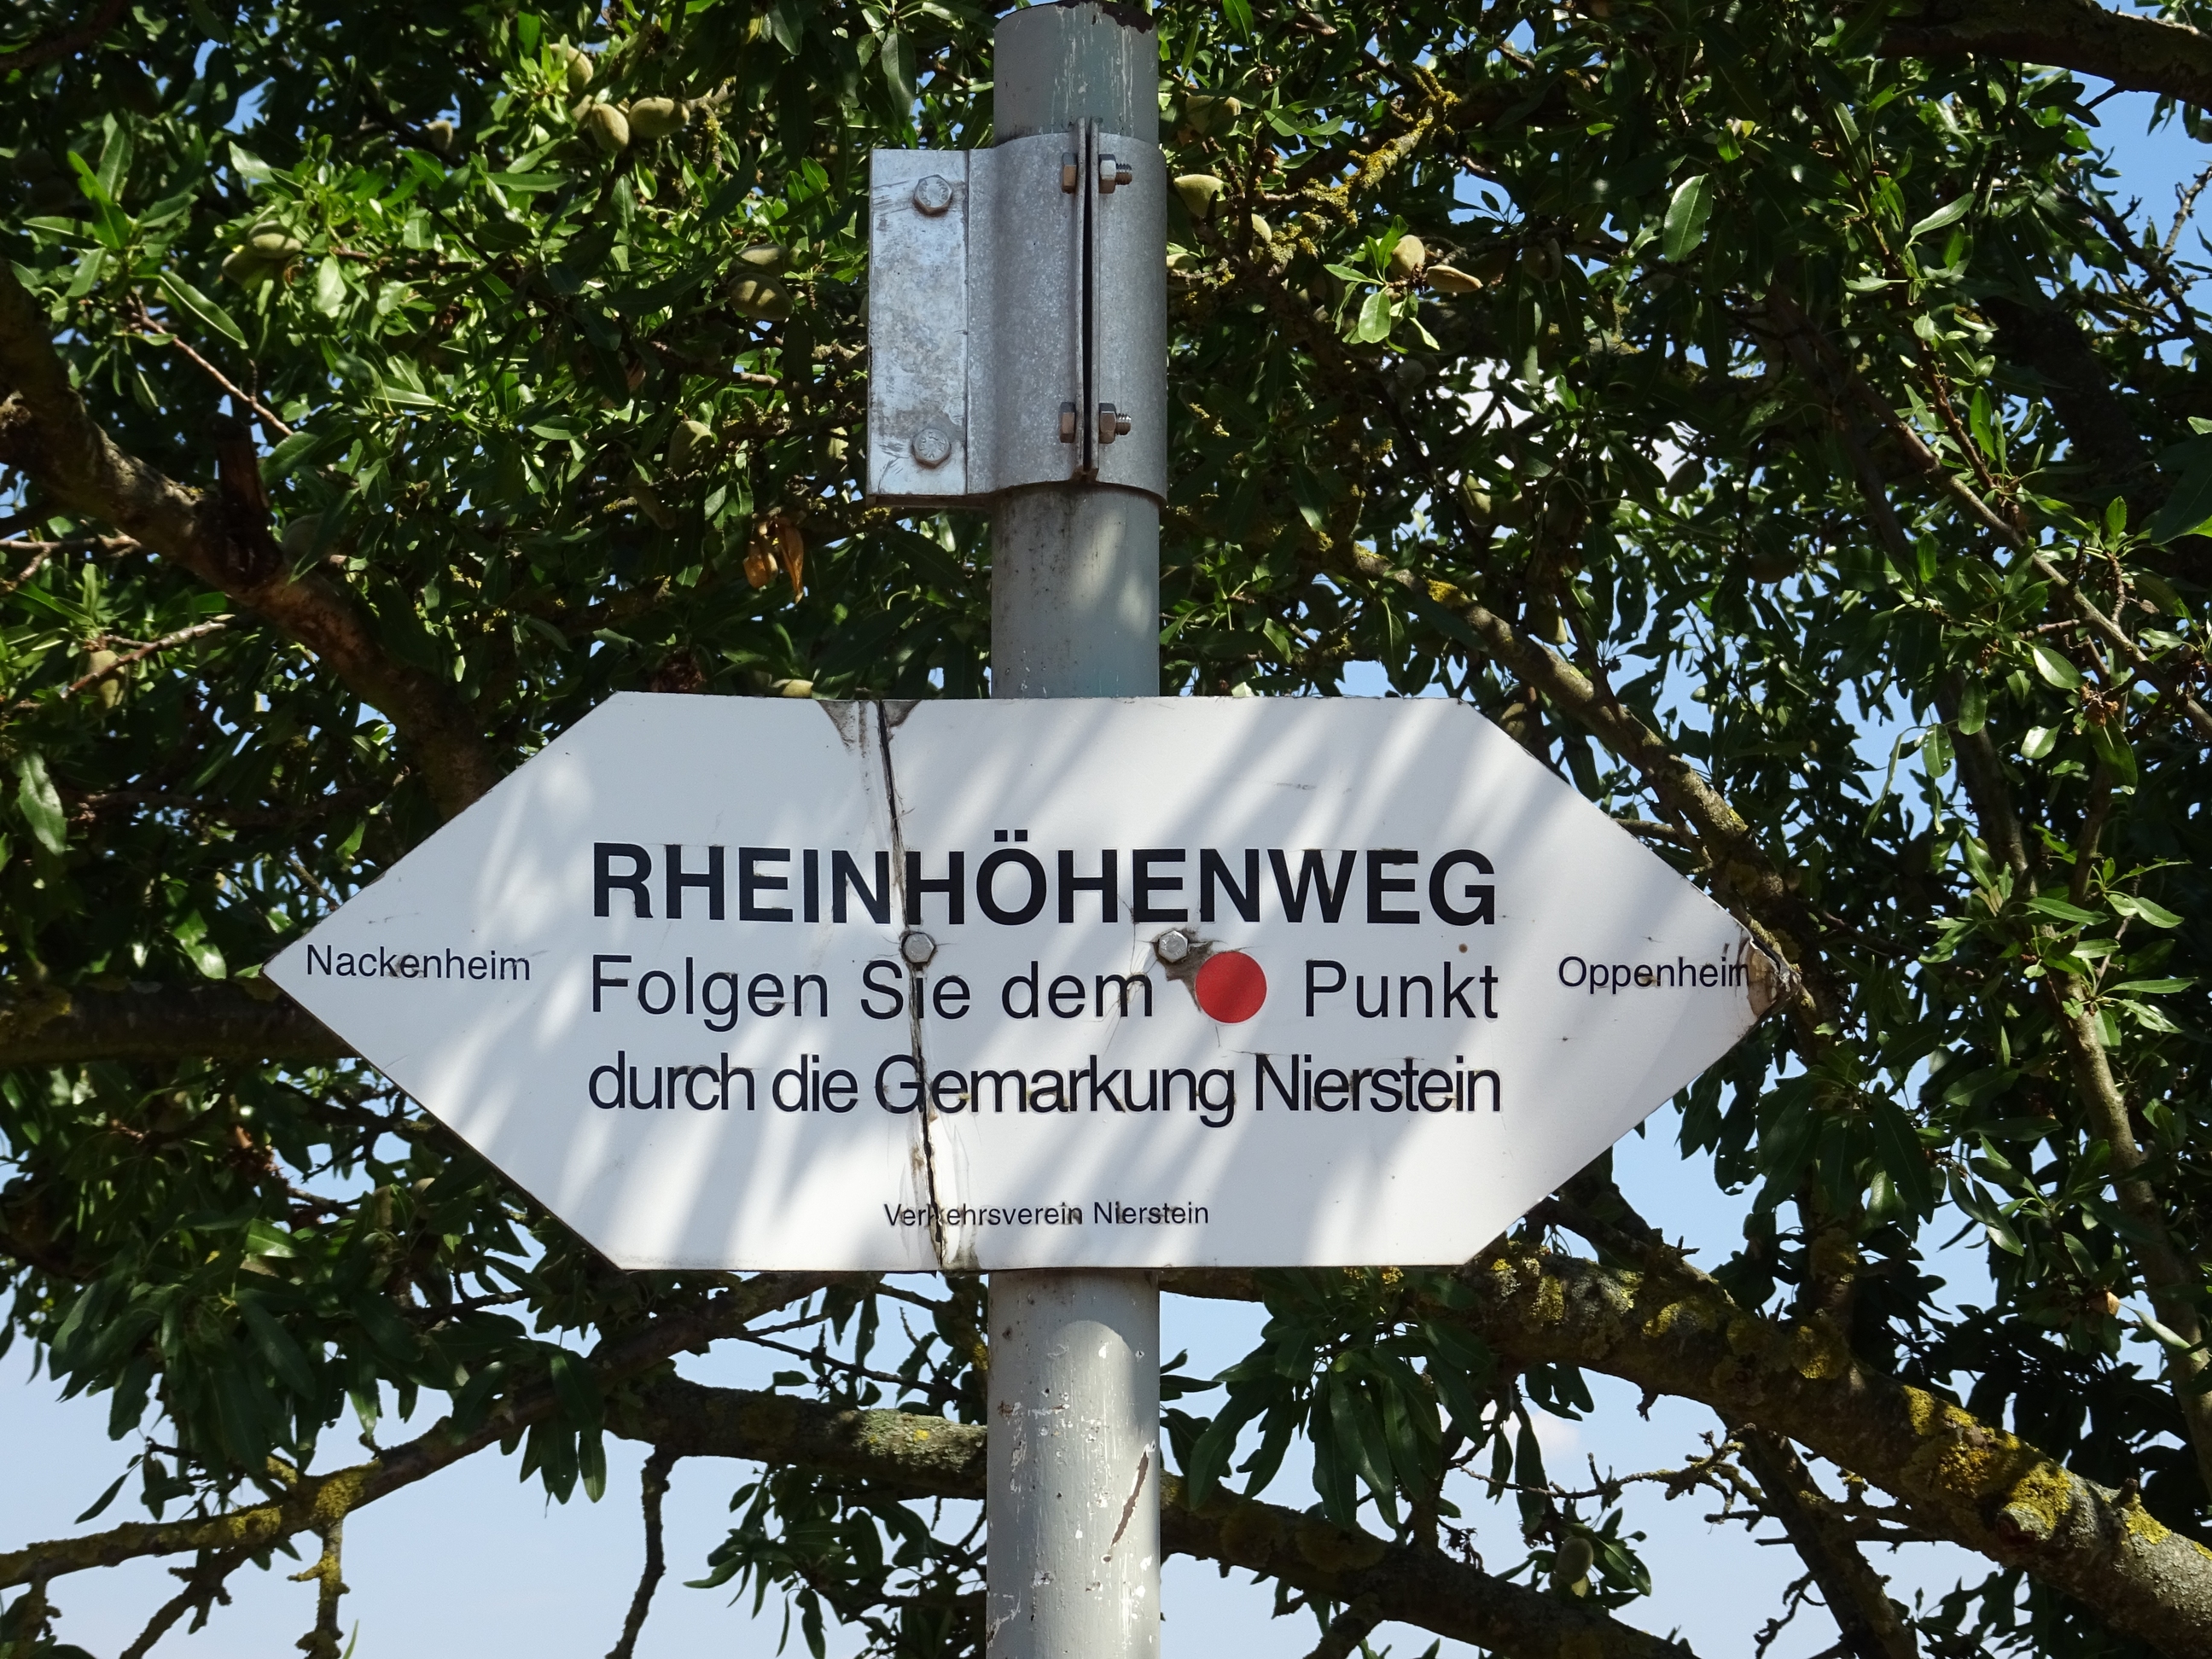 RHEINHÖHENWEG
Nackenheim
Folgen Sie dem Punkt
Oppenheim
durch die Gemarkung Nierstein
Verkehrsverein Nierstein